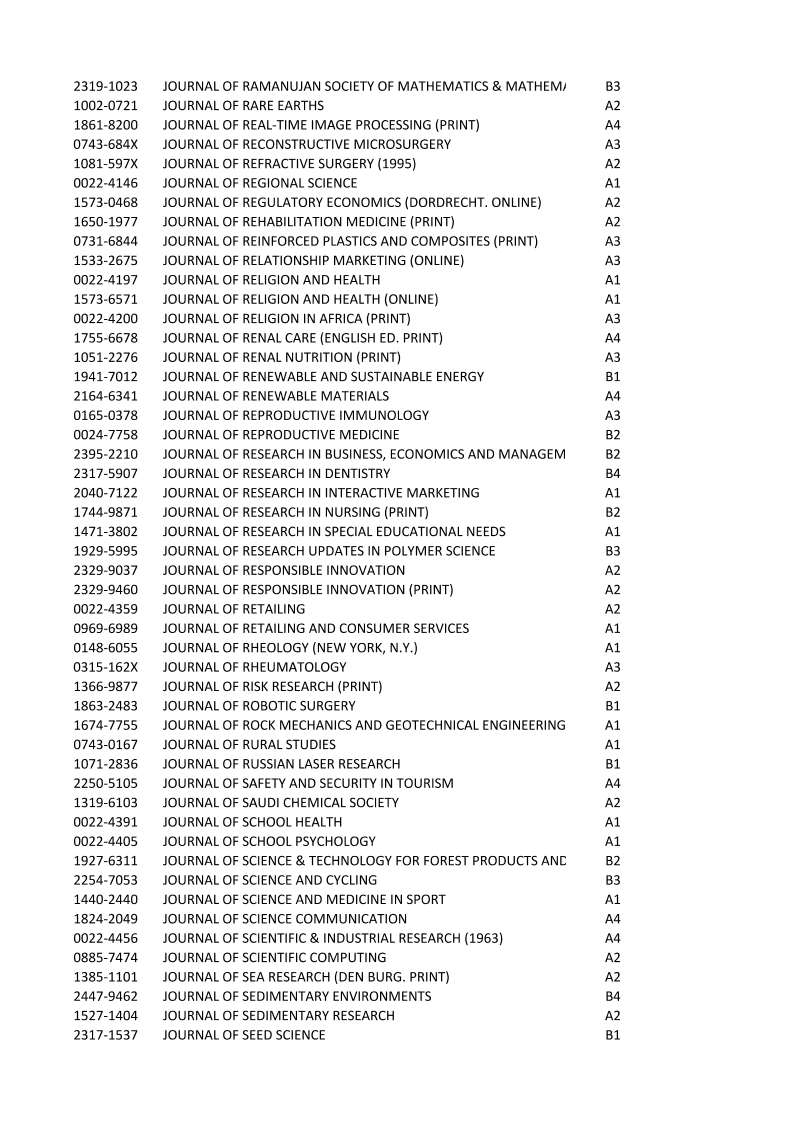 2319-1023 JOURNAL OF RAMANUJAN SOCIETY OF MATHEMATICS & MATHEMA B3
1002-0721 JOURNAL OF RARE EARTHS A2
1861-8200 JOURNAL OF REAL-TIME IMAGE PROCESSING (PRINT) A4
0743-684X JOURNAL OF RECONSTRUCTIVE MICROSURGERY A3
1081-597X JOURNAL OF REFRACTIVE SURGERY (1995) A2
0022-4146 JOURNAL OF REGIONAL SCIENCE A1
1573-0468 JOURNAL OF REGULATORY ECONOMICS (DORDRECHT. ONLINE) A2
1650-1977 JOURNAL OF REHABILITATION MEDICINE (PRINT) A2
0731-6844 JOURNAL OF REINFORCED PLASTICS AND COMPOSITES (PRINT) A3
1533-2675 JOURNAL OF RELATIONSHIP MARKETING (ONLINE) A3
0022-4197 JOURNAL OF RELIGION AND HEALTH A1
1573-6571 JOURNAL OF RELIGION AND HEALTH (ONLINE) A1
0022-4200 JOURNAL OF RELIGION IN AFRICA (PRINT) A3
1755-6678 JOURNAL OF RENAL CARE (ENGLISH ED. PRINT) A4
1051-2276 JOURNAL OF RENAL NUTRITION (PRINT) A3
1941-7012 JOURNAL OF RENEWABLE AND SUSTAINABLE ENERGY B1
2164-6341 JOURNAL OF RENEWABLE MATERIALS A4
0165-0378 JOURNAL OF REPRODUCTIVE IMMUNOLOGY A3
0024-7758 JOURNAL OF REPRODUCTIVE MEDICINE B2
2395-2210 JOURNAL OF RESEARCH IN BUSINESS, ECONOMICS AND MANAGEM B2
2317-5907 JOURNAL OF RESEARCH IN DENTISTRY B4
2040-7122 JOURNAL OF RESEARCH IN INTERACTIVE MARKETING A1
1744-9871 JOURNAL OF RESEARCH IN NURSING (PRINT) B2
1471-3802 JOURNAL OF RESEARCH IN SPECIAL EDUCATIONAL NEEDS A1
1929-5995 JOURNAL OF RESEARCH UPDATES IN POLYMER SCIENCE B3
2329-9037 JOURNAL OF RESPONSIBLE INNOVATION A2
2329-9460 JOURNAL OF RESPONSIBLE INNOVATION (PRINT) A2
0022-4359 JOURNAL OF RETAILING A2
0969-6989 JOURNAL OF RETAILING AND CONSUMER SERVICES A1
0148-6055 JOURNAL OF RHEOLOGY (NEW YORK, N.Y.) A1
0315-162X JOURNAL OF RHEUMATOLOGY A3
1366-9877 JOURNAL OF RISK RESEARCH (PRINT) A2
1863-2483 JOURNAL OF ROBOTIC SURGERY B1
1674-7755 JOURNAL OF ROCK MECHANICS AND GEOTECHNICAL ENGINEERING A1
0743-0167 JOURNAL OF RURAL STUDIES A1
1071-2836 JOURNAL OF RUSSIAN LASER RESEARCH B1
2250-5105 JOURNAL OF SAFETY AND SECURITY IN TOURISM A4
1319-6103 JOURNAL OF SAUDI CHEMICAL SOCIETY A2
0022-4391 JOURNAL OF SCHOOL HEALTH A1
0022-4405 JOURNAL OF SCHOOL PSYCHOLOGY A1
1927-6311 JOURNAL OF SCIENCE & TECHNOLOGY FOR FOREST PRODUCTS AND B2
2254-7053 JOURNAL OF SCIENCE AND CYCLING B3
1440-2440 JOURNAL OF SCIENCE AND MEDICINE IN SPORT A1
1824-2049 JOURNAL OF SCIENCE COMMUNICATION A4
0022-4456 JOURNAL OF SCIENTIFIC & INDUSTRIAL RESEARCH (1963) A4
0885-7474 JOURNAL OF SCIENTIFIC COMPUTING A2
1385-1101 JOURNAL OF SEA RESEARCH (DEN BURG. PRINT) A2
2447-9462 JOURNAL OF SEDIMENTARY ENVIRONMENTS B4
1527-1404 JOURNAL OF SEDIMENTARY RESEARCH A2
2317-1537 JOURNAL OF SEED SCIENCE B1